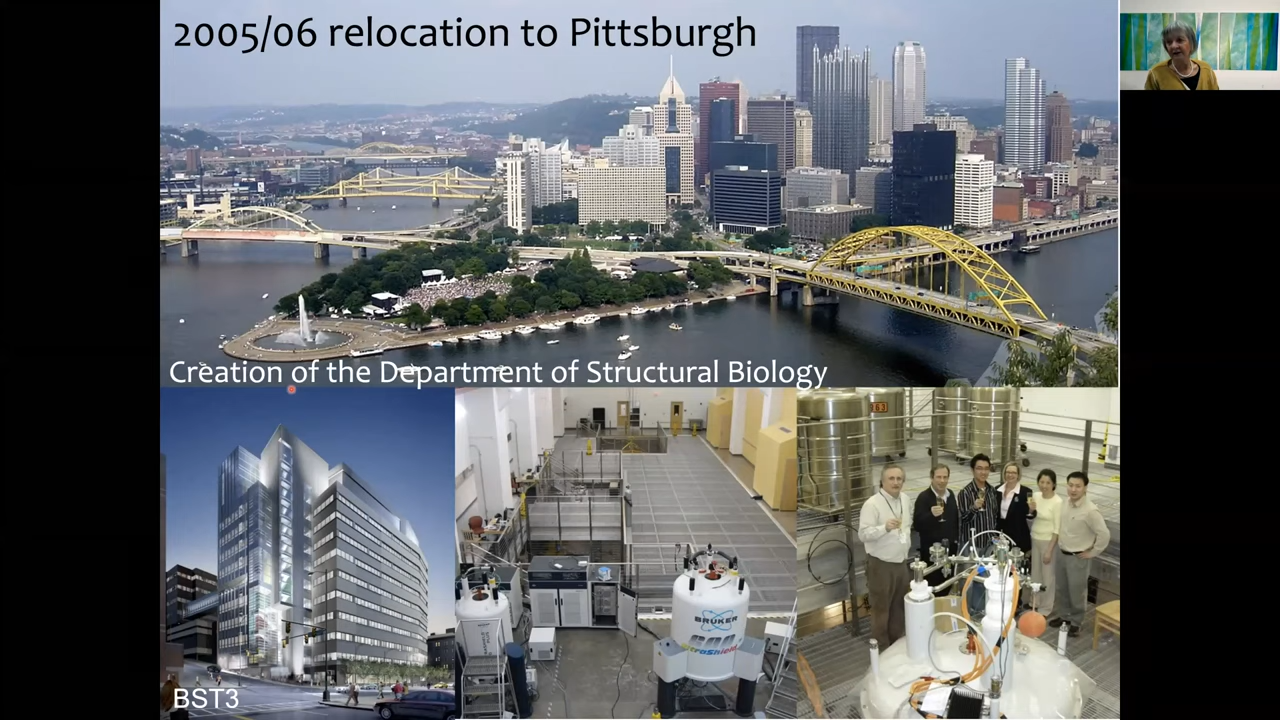 2005/06 relocation to Pittsburgh
Creation of the Department of Structural Biology
BST3
BRUKER